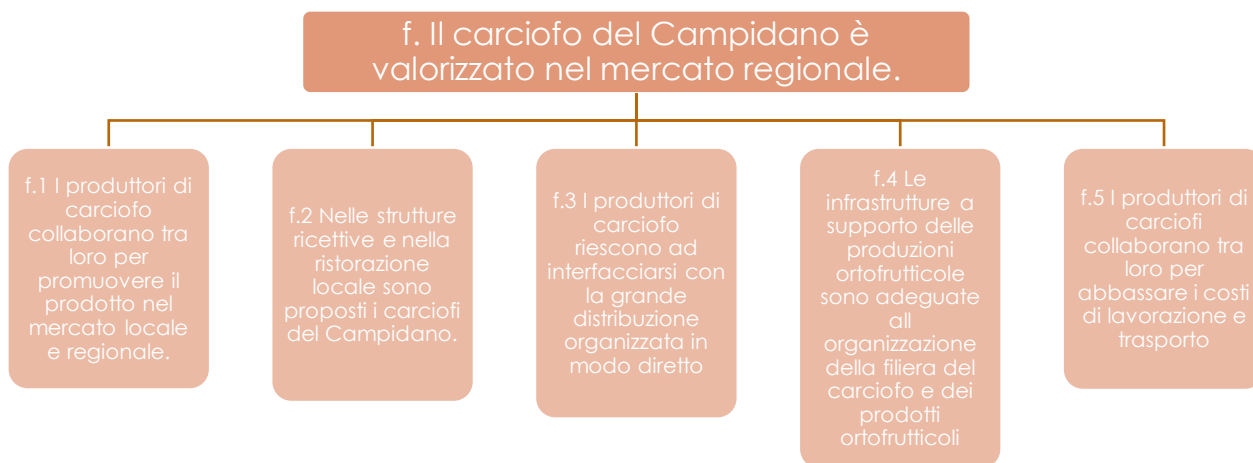 f. Il carciofo del Campidano è
valorizzato nel mercato regionale.
f.1 I produttori di
carciofo
collaborano tra
loro per
promuovere il
prodotto nel
mercato locale
e regionale.
f.2 Nelle strutture
ricettive e nella
ristorazione
locale sono
proposti i carciofi
del Campidano.
f.3 I produttori di
carciofo
riescono ad
interfacciarsi con
la grande
distribuzione
organizzata in
modo diretto
f.4 Le
infrastrutture a
supporto delle
produzioni
ortofrutticole
sono adeguate
all
organizzazione
della filiera del
carciofo e dei
prodotti
ortofrutticoli
f.5 I produttori di
carciofi
collaborano tra
loro per
abbassare i costi
di lavorazione e
trasporto